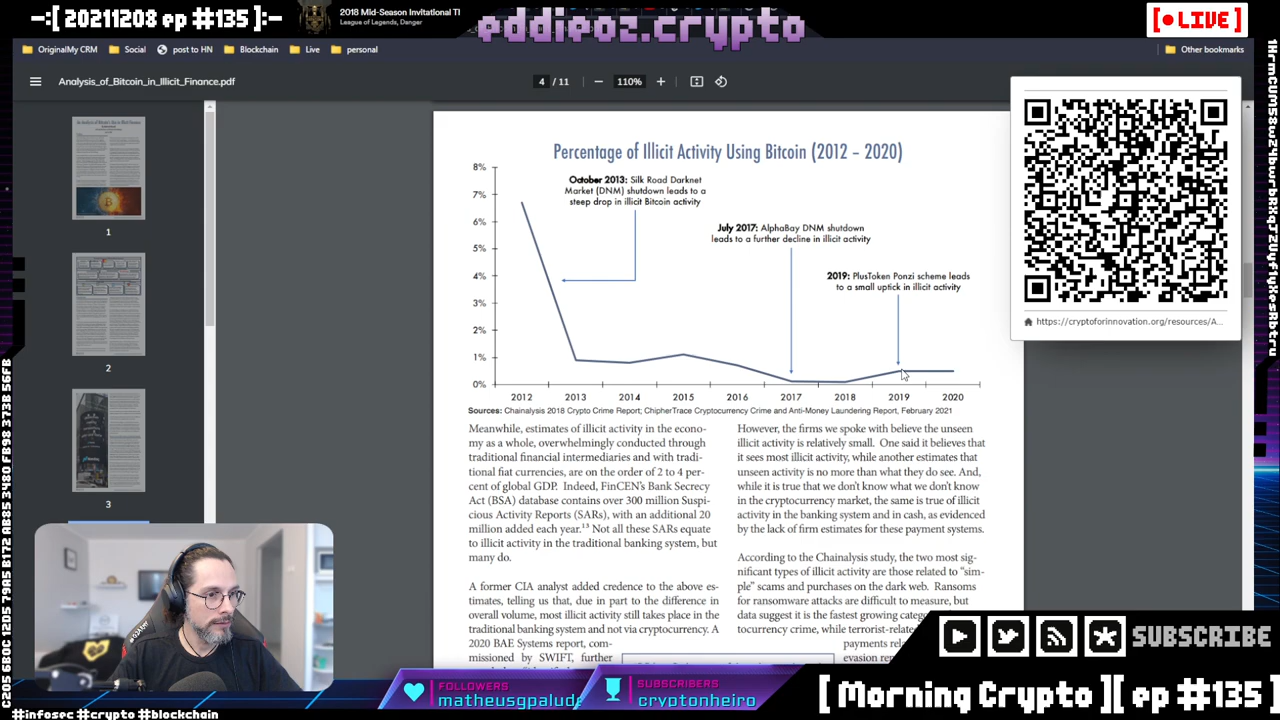 -:[ 20211208 ep #135]:-
2018 Mid-Season Invitational TI
League of Legends, Danger
eddieoz.crypto
[● LIVE]
OriginalMy CRM
Social
post to HN
Blockchain
Live
personal
Other bookmarks
Analysis_of_Bitcoin_in_Illicit_Finance.pdf
4 / 11
110%
1
2
3
Percentage of Illicit Activity Using Bitcoin (2012 – 2020)
8%
7%
6%
5%
4%
3%
2%
1%
0%
October 2013: Silk Road Darknet
Market (DNM) shutdown leads to a
steep drop in illicit Bitcoin activity
July 2017: AlphaBay DNM shutdown
leads to a further decline in illicit activity
2019: PlusToken Ponzi scheme leads
to a small uptick in illicit activity
2012 2013 2014 2015 2016 2017 2018 2019 2020
Sources: Chainalysis 2018 Crypto Crime Report; ChipherTrace Cryptocurrency Crime and Anti-Money Laundering Report, February 2021
Meanwhile, estimates of illicit activity in the econo-
my as a whole, overwhelmingly conducted through
traditional financial intermediaries and with tradi-
tional fiat currencies, are on the order of 2 to 4 per-
cent of global GDP. Indeed, FinCEN's Bank Secrecy
Act (BSA) database contains over 300 million Suspi-
cious Activity Reports (SARs), with an additional 20
million added each year.13 Not all these SARs equate
to illicit activity in the traditional banking system, but
many do.
A former CIA analyst added credence to the above es-
timates, telling us that, due in part to the difference in
overall volume, most illicit activity still takes place in the
traditional banking system and not via cryptocurrency. A
2020 BAE Systems report, com-
missioned by SWIFT, further
However, the firms we spoke with believe the unseen
illicit activity is relatively small. One said it believes that
it sees most illicit activity, while another estimates that
unseen activity is no more than what they do see. And,
while it is true that we don't know what we don't know
in the cryptocurrency market, the same is true of illicit
activity in the banking system and in cash, as evidenced
by the lack of firm estimates for these payment systems.
According to the Chainalysis study, the two most sig-
nificant types of illicit activity are those related to "sim-
ple" scams and purchases on the dark web. Ransoms
for ransomware attacks are difficult to measure, but
data suggest it is the fastest growing categ
tocurrency crime, while terrorist-relate
payments rel
evasion rep
https://cryptoforinnovation.org/resources/A...
SUBSCRIBE
FOLLOWERS
matheusgpalud
SUBSCRIBERS
cryptonheiro
[ Morning Crypto ][ ep #135 ]
#crypto #blockchain